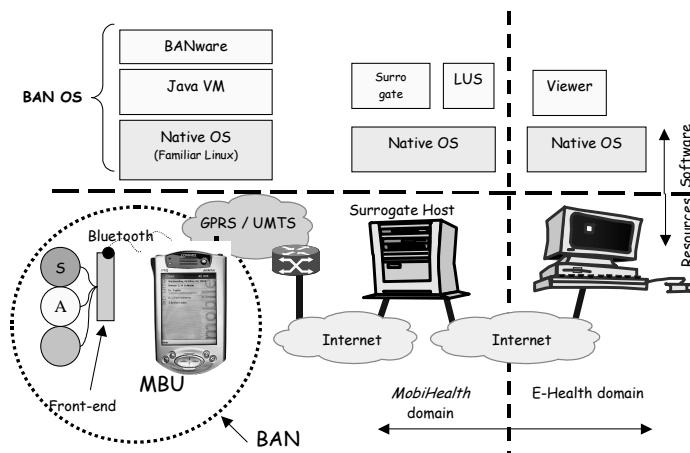 BANware
BAN OS
Java VM
Native OS
(Familiar Linux)
Surro
gate
LUS
Native OS
Viewer
Native OS
Resources
Software
GPRS / UMTS
Surrogate Host
Bluetooth
S
A
Front-end
MBU
BAN
Internet
Internet
MobiHealth
domain
E-Health domain